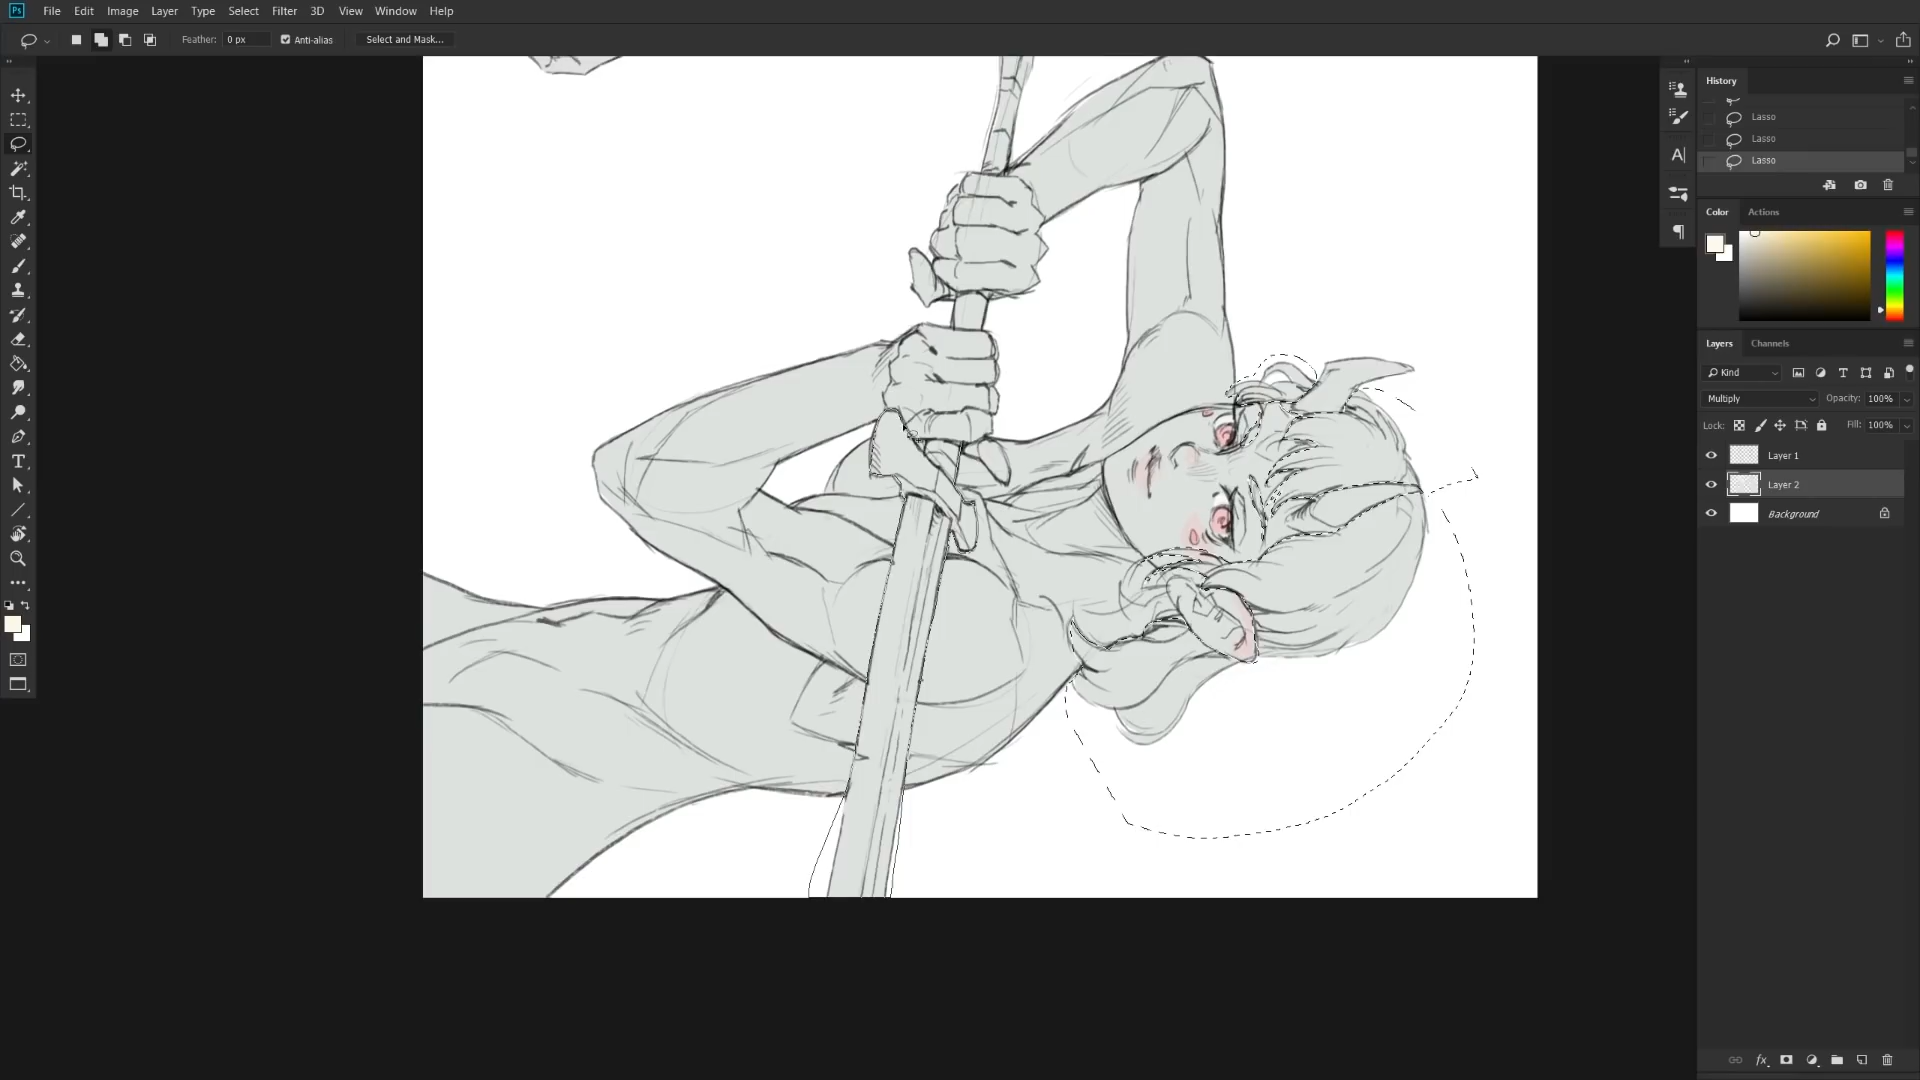 Ps File Edit Image Layer Type Select Filter 3D View Window Help
Feather: 0 px Anti-alias Select and Mask...
History
Lasso
Lasso
Lasso
Color Actions
Layers Channels
Kind
Multiply Opacity: 100%
Lock: Fill: 100%
Layer 1
Layer 2
Background
fx